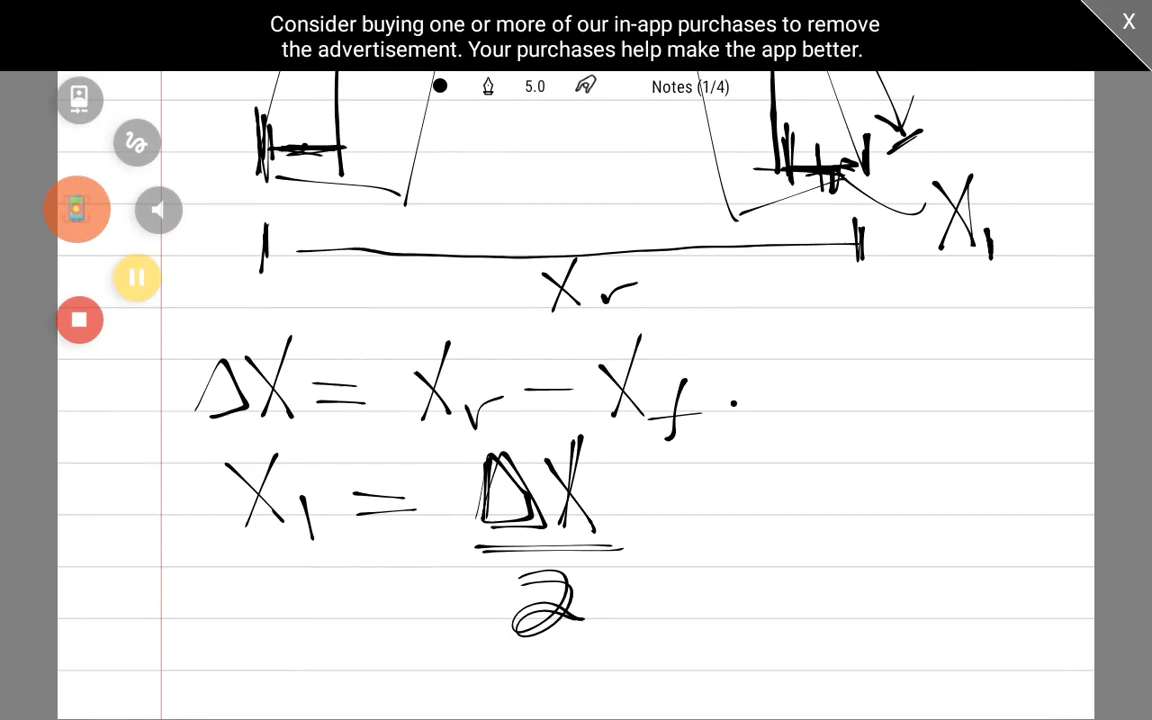 Consider buying one or more of our in-app purchases to remove
the advertisement. Your purchases help make the app better.
X
5.0
Notes (1/4)
X₁
Xr
ΔX = Xr - Xf .
X₁ = ΔX
2